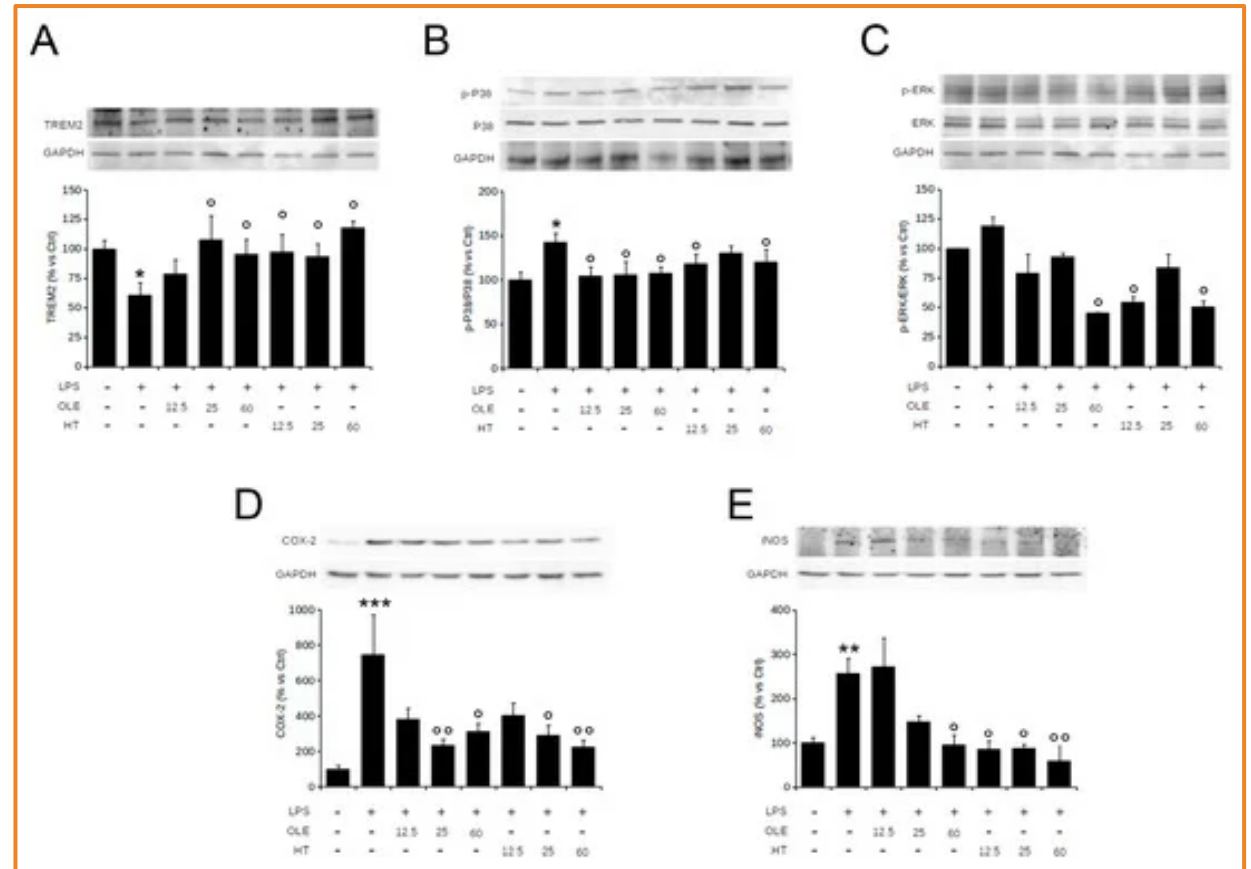 A
TREM2
GAPDH
TREM2 (% vs Ctrl)
150
125
100
75
50
25
0
*
° ° ° ° °
LPS - + + + + + + +
OLE - - 12.5 25 60 - - -
HT - - - - - 12.5 25 60
B
p-P38
P38
GAPDH
p-P38/P38 (% vs Ctrl)
200
150
100
50
0
*
° ° ° ° °
LPS - + + + + + + +
OLE - - 12.5 25 60 - - -
HT - - - - - 12.5 25 60
C
p-ERK
ERK
GAPDH
p-ERK/ERK (% vs Ctrl)
150
125
100
75
50
25
0
° ° °
LPS - + + + + + + +
OLE - - 12.5 25 60 - - -
HT - - - - - 12.5 25 60
D
COX-2
GAPDH
COX-2 (% vs Ctrl)
1000
800
600
400
200
0
***
°° ° ° °°
LPS - + + + + + + +
OLE - - 12.5 25 60 - - -
HT - - - - - 12.5 25 60
E
iNOS
GAPDH
iNOS (% vs Ctrl)
400
300
200
100
0
**
° ° ° °°
LPS - + + + + + + +
OLE - - 12.5 25 60 - - -
HT - - - - - 12.5 25 60